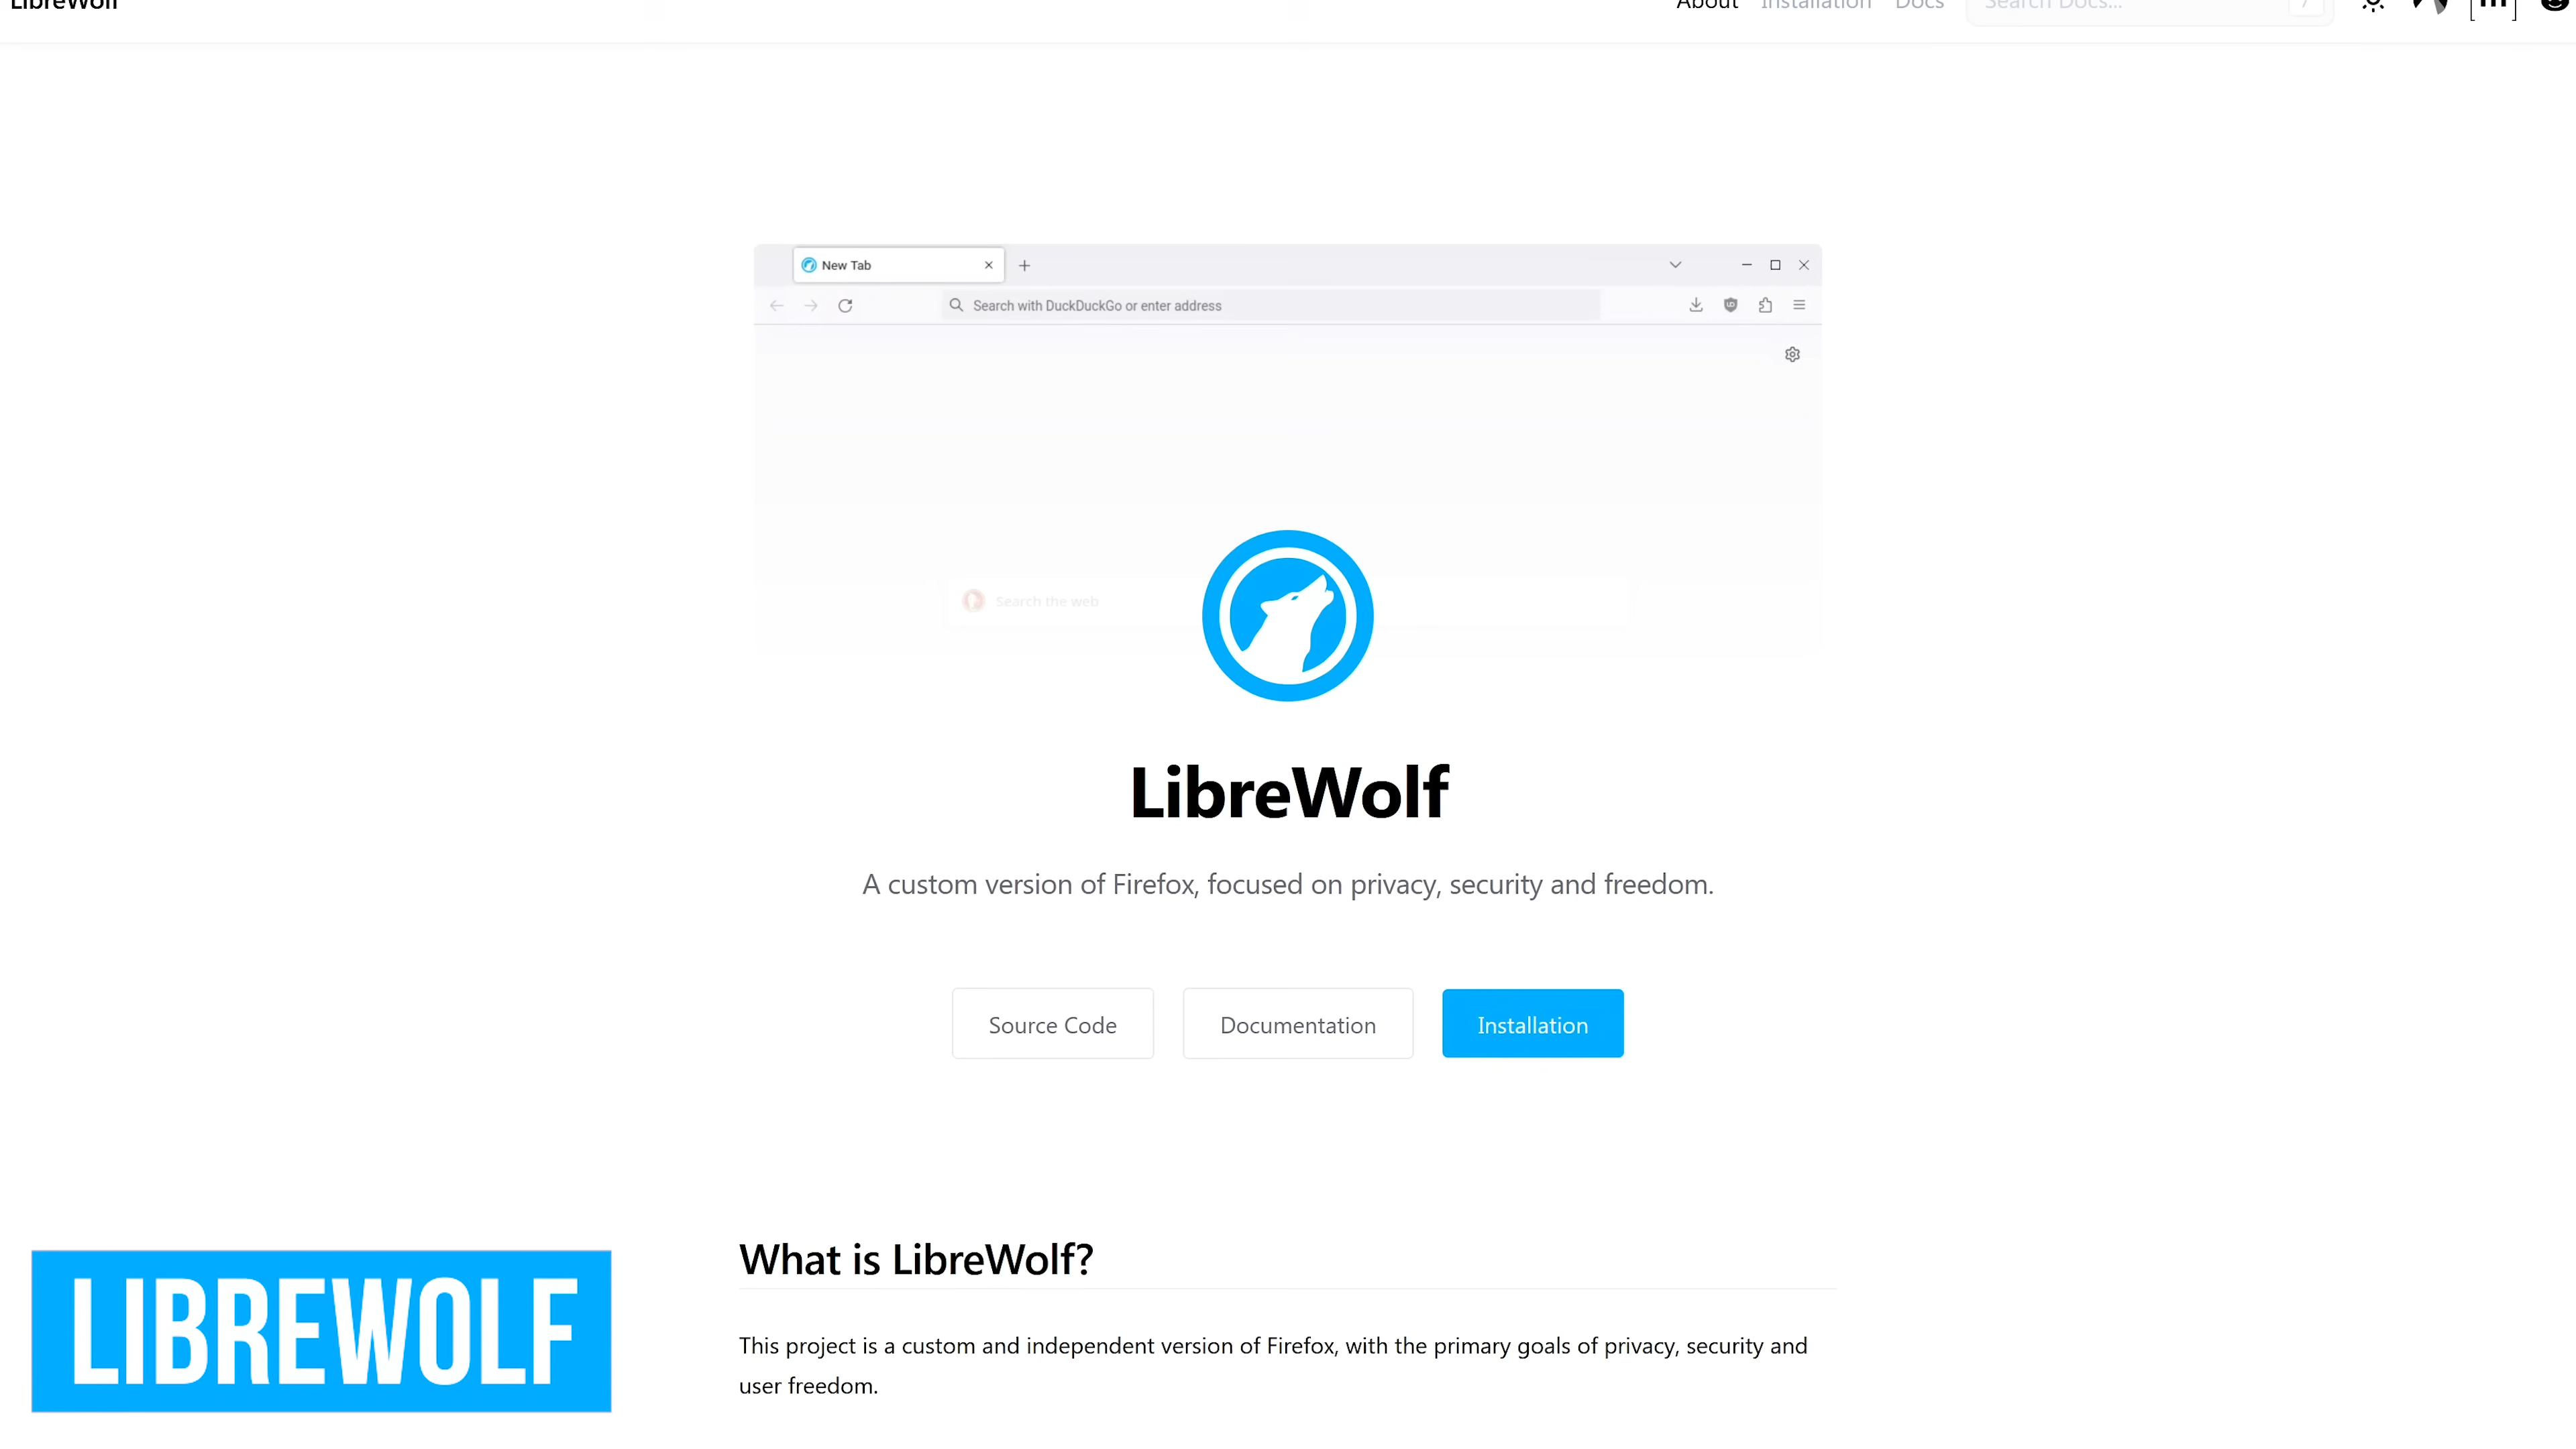 LibreWolf
About Installation Docs Search Docs... /
New Tab
Search with DuckDuckGo or enter address
Search the web
LibreWolf
A custom version of Firefox, focused on privacy, security and freedom.
Source Code Documentation Installation
What is LibreWolf?
LIBREWOLF
This project is a custom and independent version of Firefox, with the primary goals of privacy, security and
user freedom.